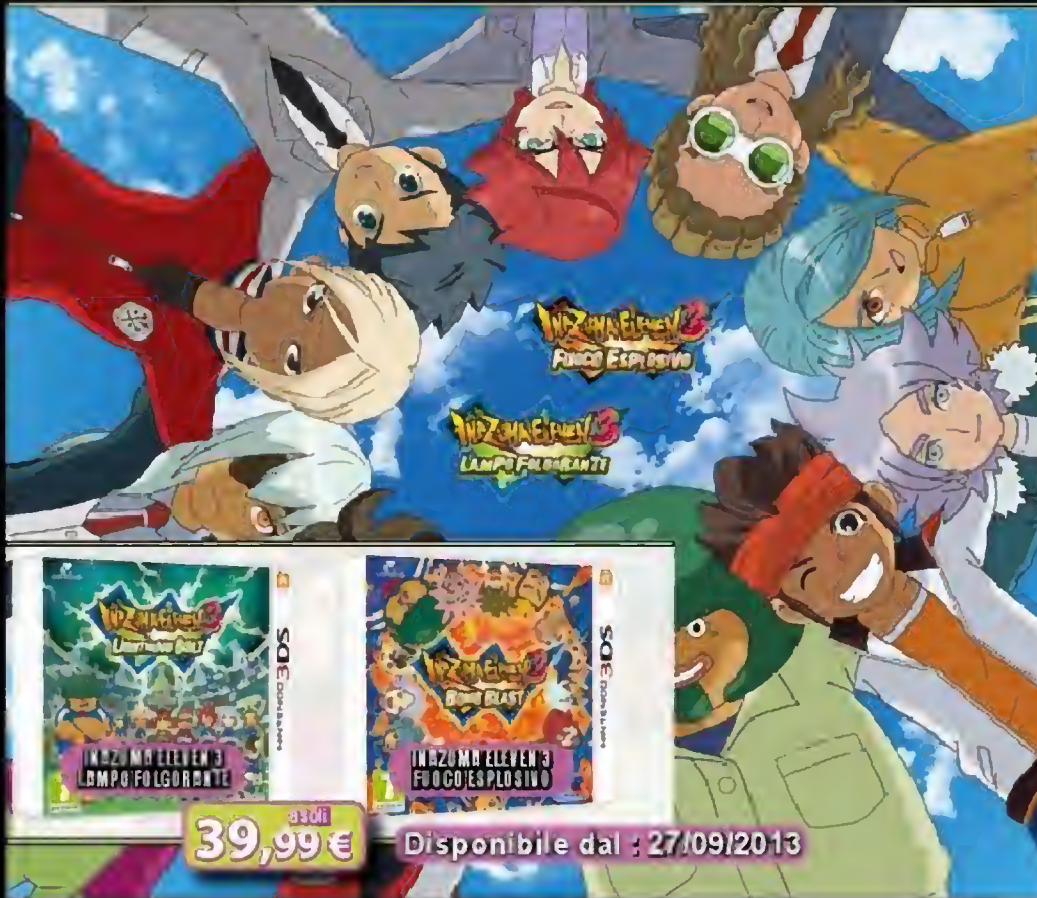 INAZUMA ELEVEN 3
FUOCO ESPLOSIVO
INAZUMA ELEVEN 3
LAMPO FOLGORANTE
INAZUMA ELEVEN 3
LIGHTNING BOLT
INAZUMA ELEVEN 3
LAMPO FOLGORANTE
NINTENDO 3DS
INAZUMA ELEVEN 3
BOMB BLAST
INAZUMA ELEVEN 3
FUOCO ESPLOSIVO
NINTENDO 3DS
a soli
39,99 €
Disponibile dal : 27/09/2013